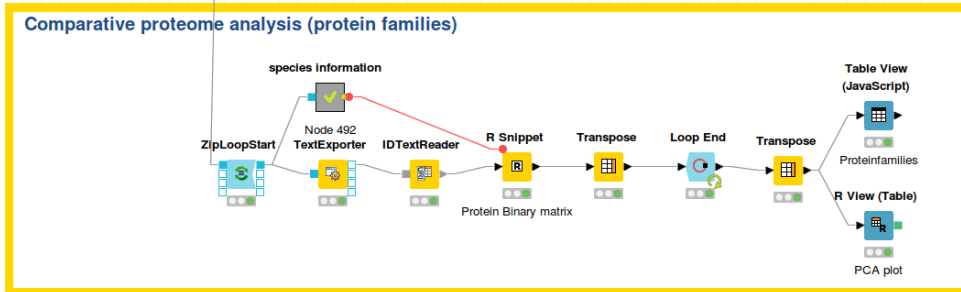 Comparative proteome analysis (protein families)
species information
Table View
(JavaScript)
Node 492
ZipLoopStart
TextExporter
IDTextReader
R Snippet
Transpose
Loop End
Transpose
Proteinfamilies
Protein Binary matrix
R View (Table)
R
R
PCA plot